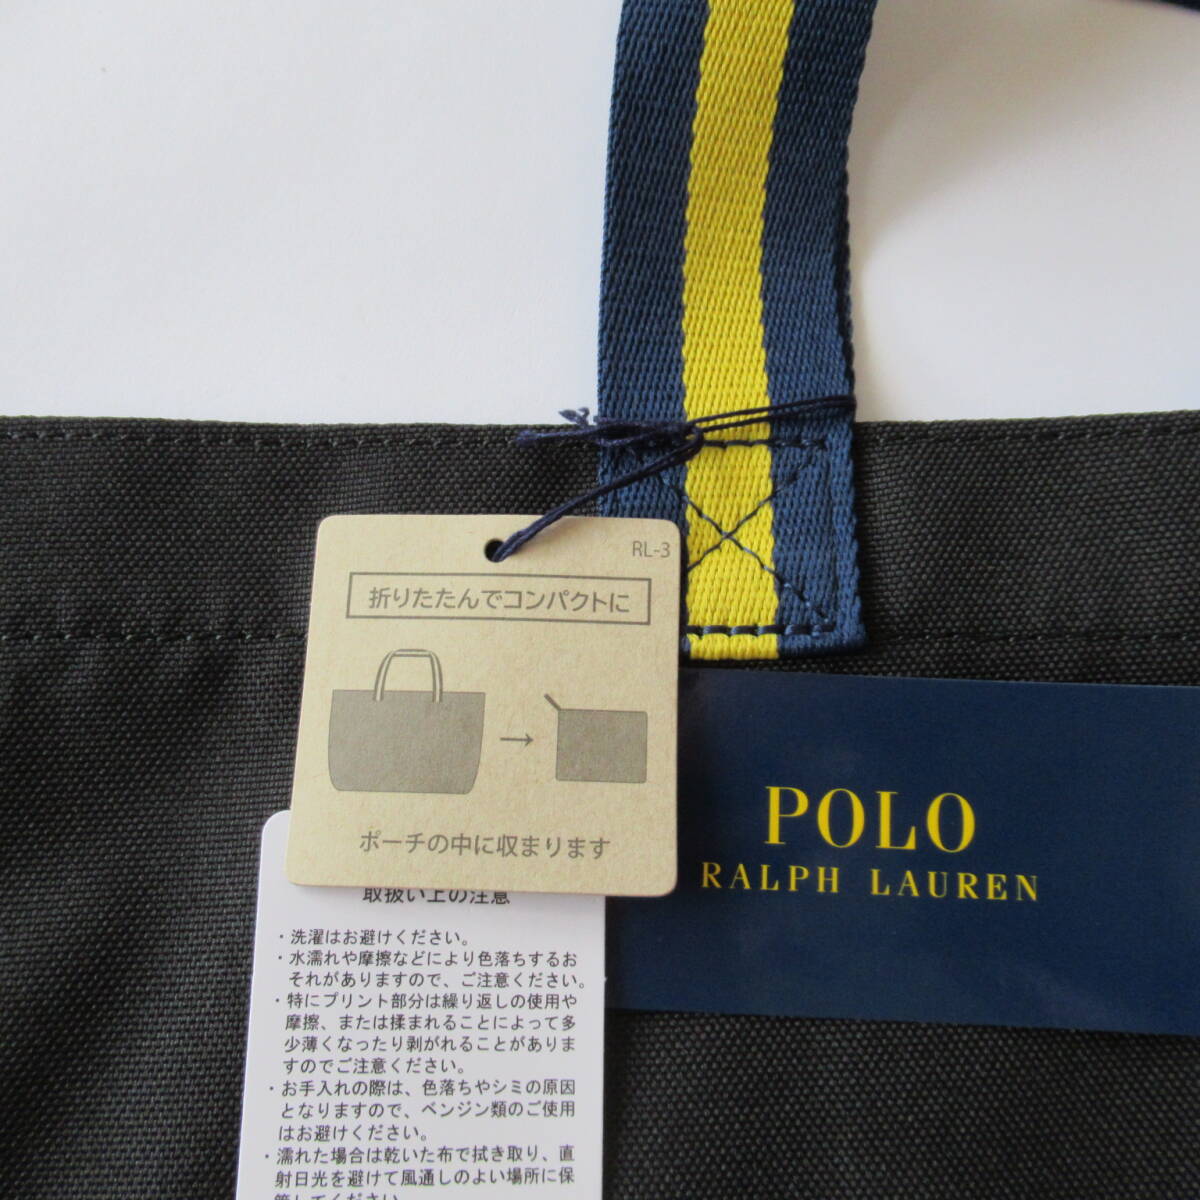 RL-3
折りたたんでコンパクトに
ポーチの中に収まります
POLO
RALPH LAUREN
取扱い上の注意
・洗濯はお避けください。
・水濡れや摩擦などにより色落ちするお
それがありますので、ご注意ください。
・特にプリント部分は繰り返しの使用や
摩擦、または揉まれることによって多
少薄くなったり剥がれることがありま
すのでご注意ください。
・お手入れの際は、色落ちやシミの原因
となりますので、ベンジン類のご使用
はお避けください。
・濡れた場合は乾いた布で拭き取り、直
射日光を避けて風通しのよい場所に保
管してください